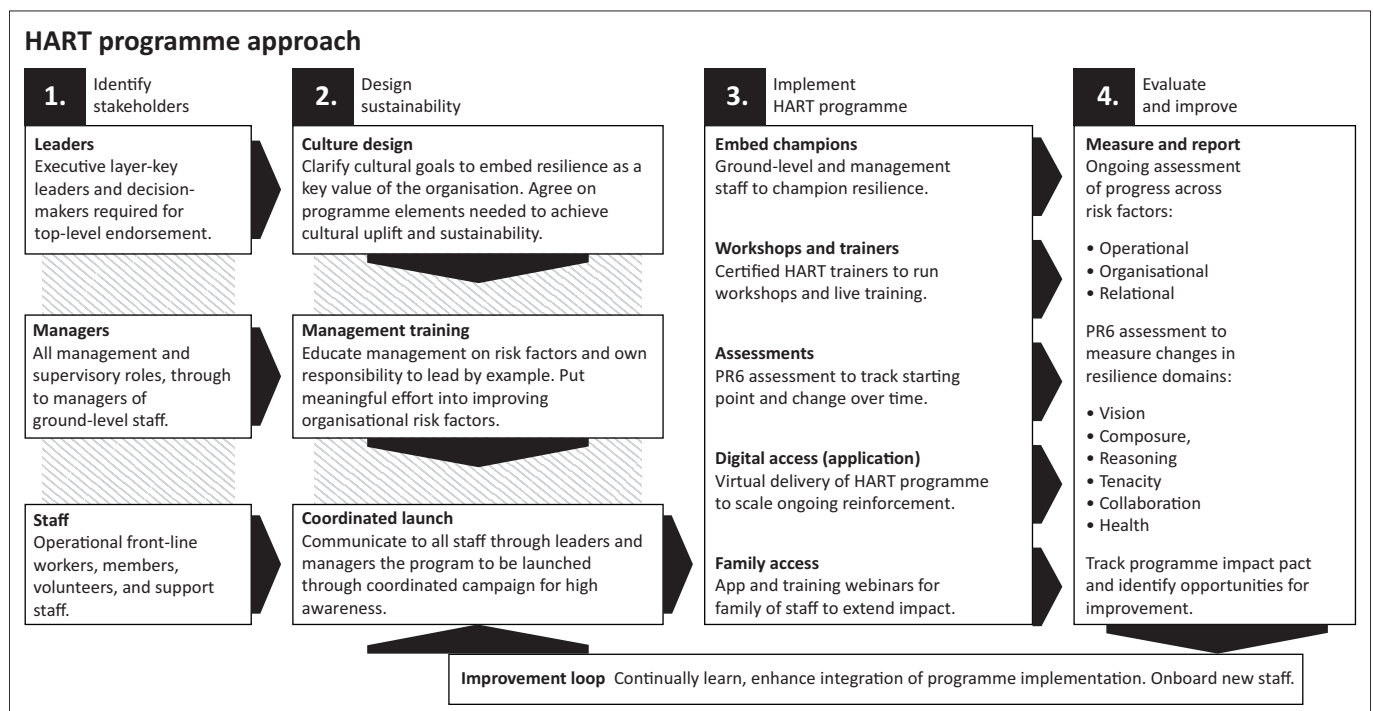 HART programme approach
1.
Identify
stakeholders
Leaders
Executive layer-key
leaders and decision-
makers required for
top-level endorsement.
Managers
All management and
supervisory roles, through
to managers of
ground-level staff.
Staff
Operational front-line
workers, members,
volunteers, and support
staff.
2.
Design
sustainability
Culture design
Clarify cultural goals to embed resilience as a
key value of the organisation. Agree on
programme elements needed to achieve
cultural uplift and sustainability.
Management training
Educate management on risk factors and own
responsibility to lead by example. Put
meaningful effort into improving
organisational risk factors.
Coordinated launch
Communicate to all staff through leaders and
managers the program to be launched
through coordinated campaign for high
awareness.
3.
Implement
HART programme
Embed champions
Ground-level and management
staff to champion resilience.
Workshops and trainers
Certified HART trainers to run
workshops and live training.
Assessments
PR6 assessment to track starting
point and change over time.
Digital access (application)
Virtual delivery of HART programme
to scale ongoing reinforcement.
Family access
App and training webinars for
family of staff to extend impact.
4.
Evaluate
and improve
Measure and report
Ongoing assessment
of progress across
risk factors:
• Operational
• Organisational
• Relational
PR6 assessment to
measure changes in
resilience domains:
• Vision
• Composure,
• Reasoning
• Tenacity
• Collaboration
• Health
Track programme impact pact
and identify opportunities for
improvement.
Improvement loop Continually learn, enhance integration of programme implementation. Onboard new staff.